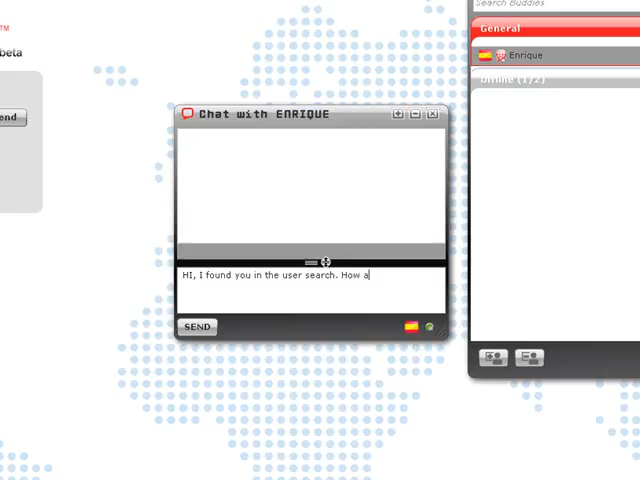 TM
beta
end
Search Buddies
General
Enrique
Offline (1/2)
Chat with ENRIQUE
HI, I found you in the user search. How a
SEND